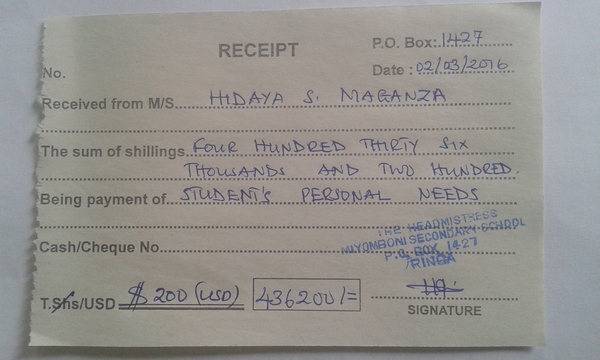 RECEIPT
P.O. Box: 1427
No.
Date : 02/03/2016
Received from M/S HIDAYA S. MAGANZA
The sum of shillings FOUR HUNDRED THIRTY SIX
THOUSANDS AND TWO HUNDRED.
Being payment of STUDENT'S PERSONAL NEEDS
THE HEADMISTRESS
SECONDARY SCHOOL
Cash/Cheque No.
P.O. BOX 1427
IRINGA
T.Shs/USD $ 200 (USD) 436200/=
SIGNATURE